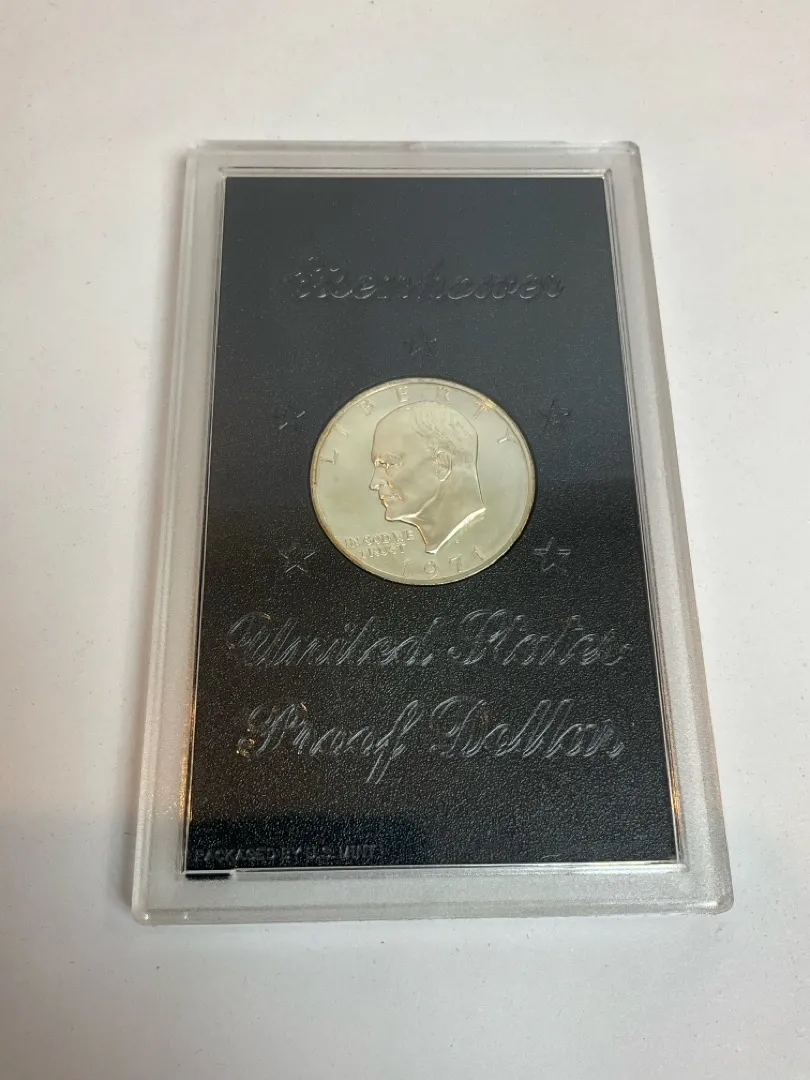 Eisenhower
LIBERTY
IN GOD WE
TRUST
1971
United States
Proof Dollar
PACKAGED BY U.S. MINT